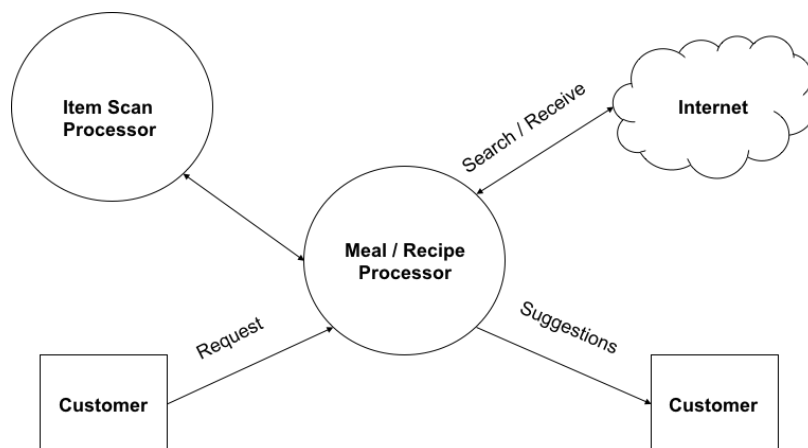 Item Scan
Processor
Search / Receive
Internet
Meal / Recipe
Processor
Request
Suggestions
Customer
Customer